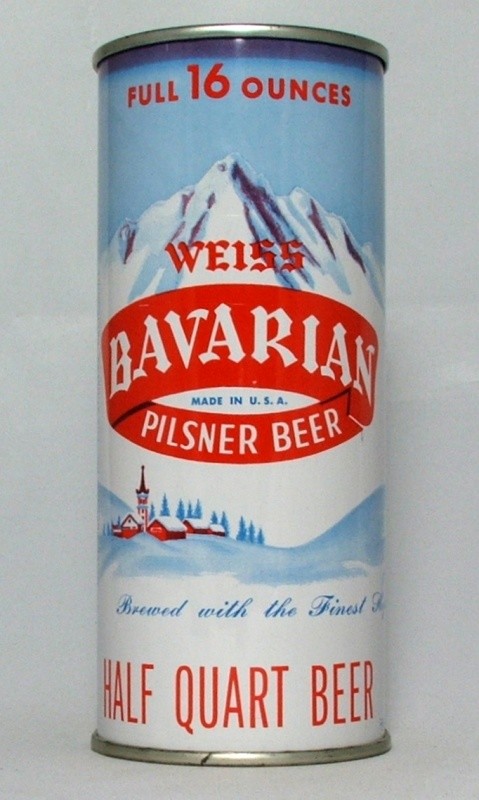 FULL 16 OUNCES
WEISS
BAVARIAN
MADE IN U.S.A.
PILSNER BEER
Brewed with the Finest
HALF QUART BEER